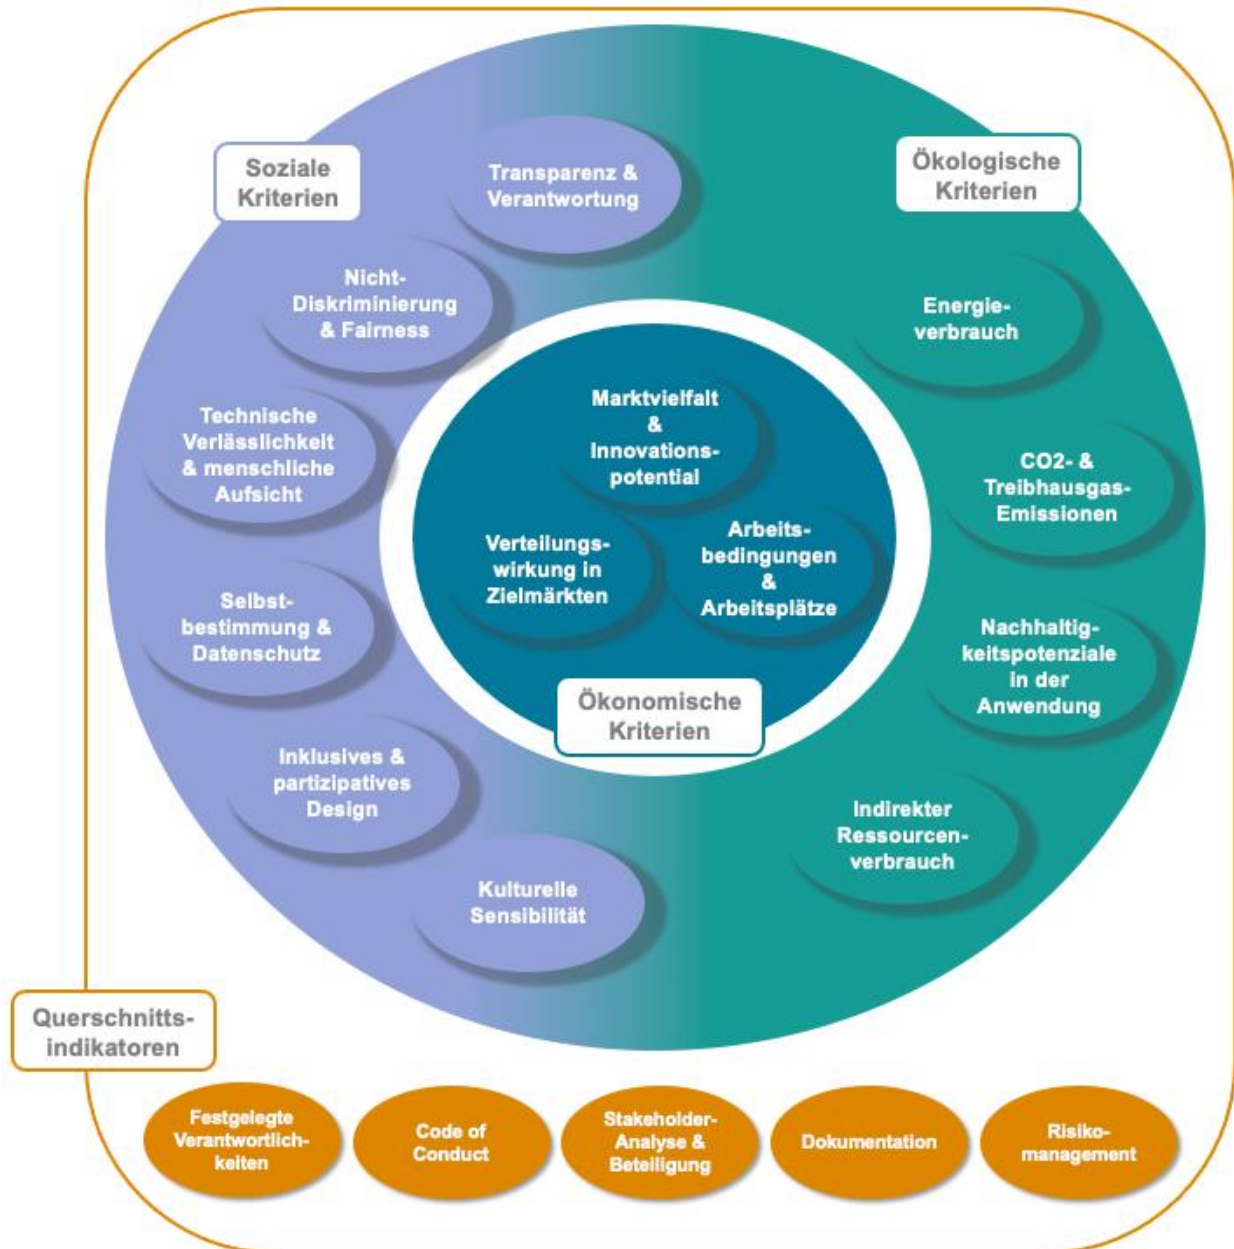 Soziale
Kriterien
Transparenz &
Verantwortung
Nicht-
Diskriminierung
& Fairness
Technische
Verlässlichkeit
& menschliche
Aufsicht
Selbst-
bestimmung &
Datenschutz
Inklusives &
partizipatives
Design
Kulturelle
Sensibilität
Ökologische
Kriterien
Energie-
verbrauch
CO2- &
Treibhausgas-
Emissionen
Nachhaltig-
keitspotenziale
in der
Anwendung
Indirekter
Ressourcen-
verbrauch
Marktvielfalt
&
Innovations-
potential
Verteilungs-
wirkung in
Zielmärkten
Arbeits-
bedingungen
&
Arbeitsplätze
Ökonomische
Kriterien
Querschnitts-
indikatoren
Festgelegte
Verantwortlich-
keiten
Code of
Conduct
Stakeholder-
Analyse &
Beteiligung
Dokumentation
Risiko-
management